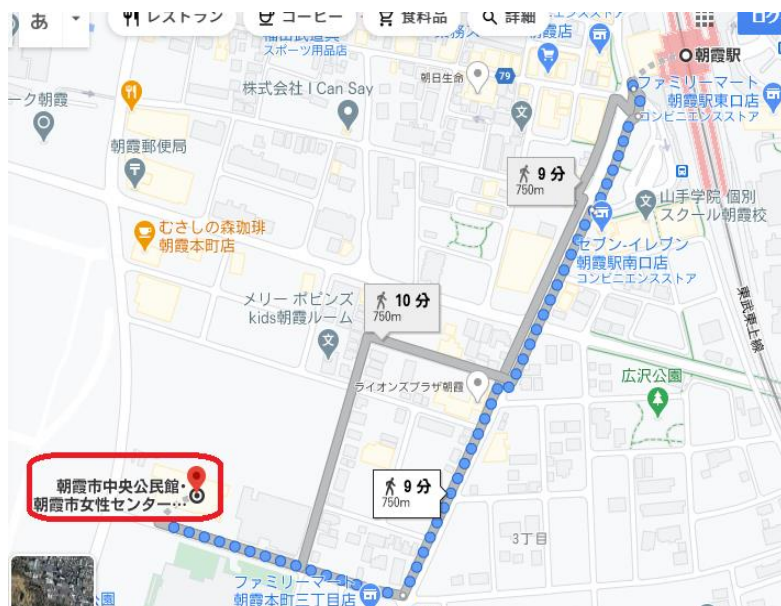 あ
レストラン
コーヒー
食料品
詳細
スポーツ用品店
朝霞駅
朝日生命
79
株式会社 I Can Say
ファミリーマート
朝霞駅東口店
コンビニエンスストア
ーク朝霞
朝霞郵便局
9 分
750m
山手学院 個別
スクール朝霞校
むさしの森珈琲
朝霞本町店
セブン-イレブン
朝霞駅南口店
コンビニエンスストア
東武東上線
メリー ポピンズ
kids朝霞ルーム
10 分
750m
ライオンズプラザ朝霞
広沢公園
朝霞市中央公民館・
朝霞市女性センター…
9 分
750m
3丁目
ファミリーマート
朝霞本町三丁目店
公園